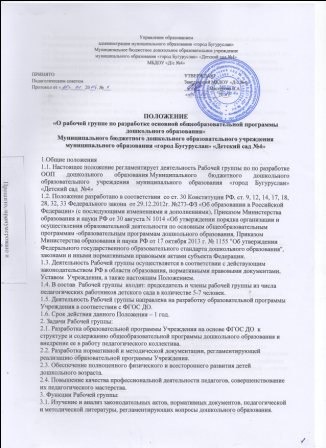 Управление образованием
администрации муниципального образования «город Бугуруслан»
Муниципальное бюджетное дошкольное образовательное учреждение
муниципального образования «город Бугуруслан» «Детский сад №4»
МБДОУ «Д/с №4»
ПРИНЯТО
Педагогическим советом
Протокол от
УТВЕРЖДАЮ
Заведующий МБДОУ «Д/с №4»
ПОЛОЖЕНИЕ
«О рабочей группе по разработке основной общеобразовательной программы
дошкольного образования»
Муниципального бюджетного дошкольного образовательного учреждения
муниципального образования «город Бугуруслан» «Детский сад №4»
1.Общие положения
1.1. Настоящее положение регламентирует деятельность Рабочей группы по по разработке
ООП дошкольного образования Муниципального бюджетного дошкольного
образовательного учреждения муниципального образования «город Бугуруслан»
«Детский сад №4»
1.2. Положение разработано в соответствии со ст. 30 Конституции РФ, ст. 9, 12, 14, 17, 18,
28, 32, 33 Федерального закона от 29.12.2012г. №273-ФЗ «Об образовании в Российской
Федерации» (с последующими изменениями и дополнениями), Приказом Министерства
образования и науки РФ от 30 августа N 1014 «Об утверждении порядка организации и
осуществления образовательной деятельности по основным общеобразовательным
программам -образовательным программам дошкольного образования, Приказом
Министерства образования и науки РФ от 17 октября 2013 г. № 1155 "Об утверждении
Федерального государственного образовательного стандарта дошкольного образования",
законами и иными нормативными правовыми актами субъекта Федерации.
1.3. Деятельность Рабочей группы осуществляется в соответствии с действующим
законодательством РФ в области образования, нормативными правовыми документами,
Уставом Учреждения, а также настоящим Положением.
1.4. В состав Рабочей группы входят: председатель и члены рабочей группы из числа
педагогических работников детского сада в количестве 5-7 человек.
1.5. Деятельность Рабочей группы направлена на разработку образовательной программы
Учреждения в соответствии с ФГОС ДО.
1.6. Срок действия данного Положения – 1 год.
2. Задачи Рабочей группы:
2.1. Разработка образовательной программы Учреждения на основе ФГОС ДО к
структуре и содержанию общеобразовательной программы дошкольного образования и
внедрение ее в работу педагогического коллектива.
2.2. Разработка нормативной и методической документации, регламентирующей
реализацию образовательной программы Учреждения.
2.3. Обеспечение полноценного физического и всестороннего развития детей
дошкольного возраста.
2.4. Повышение уровня профессиональной деятельности педагогов, совершенствование
их педагогического мастерства.
3. Функции Рабочей группы:
3.1. Изучение и анализ законодательных актов, нормативных документов, педагогической
и методической литературы, регламентирующих вопросы дошкольного образования.